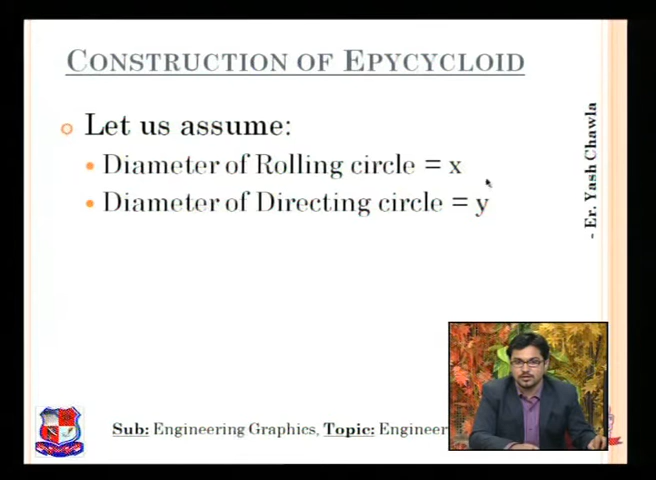 CONSTRUCTION OF EPYCYCLOID
Let us assume:
Diameter of Rolling circle = x
Diameter of Directing circle = y
- Er. Yash Chawla
Sub: Engineering Graphics, Topic: Engineer